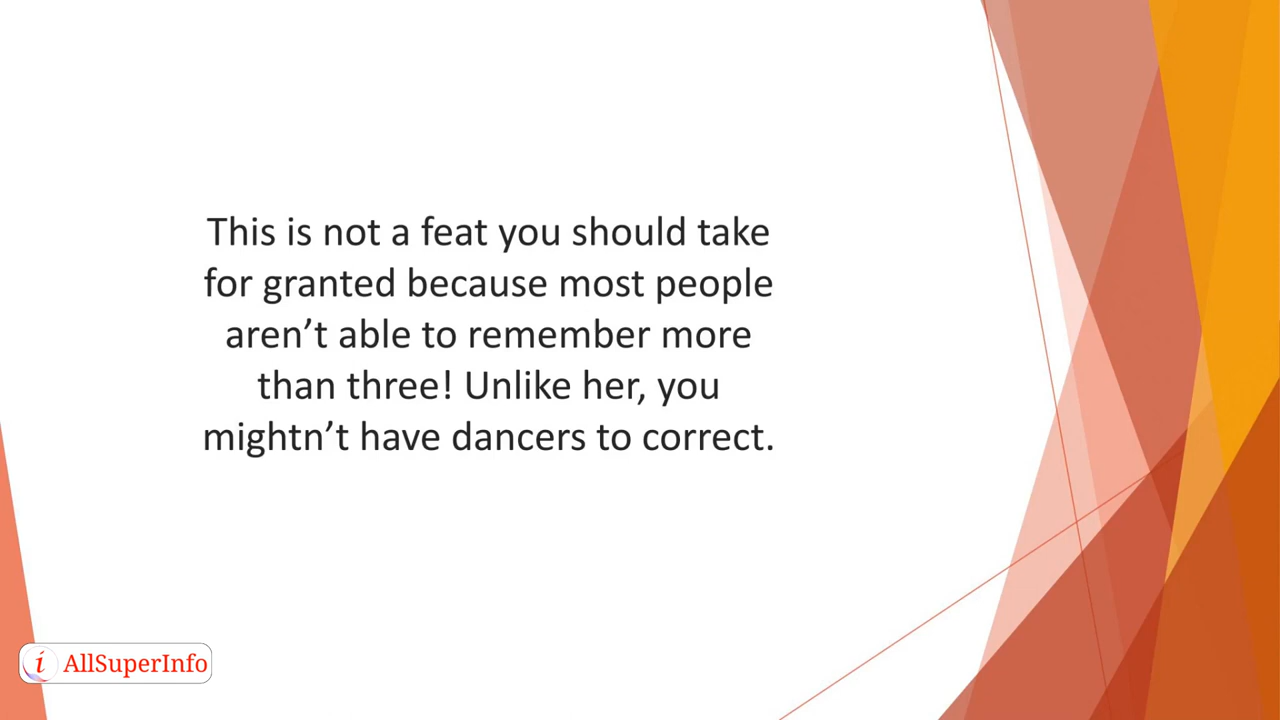 This is not a feat you should take
for granted because most people
aren’t able to remember more
than three! Unlike her, you
mightn’t have dancers to correct.
i AllSuperInfo